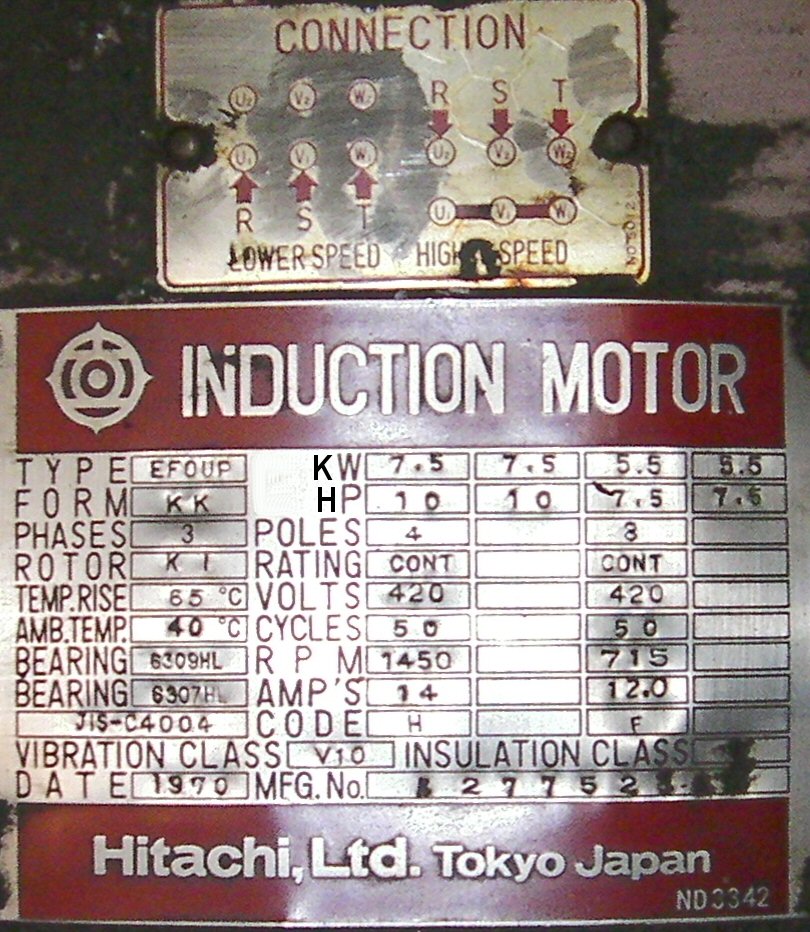 CONNECTION
U₂ V₂ W₂ R S T
U₁ V₁ W₁ U₂ V₂ W₂
R S T U₁ V₁ W₁
LOWER SPEED HIGH SPEED
INDUCTION MOTOR
TYPE EFOUP KW 7.5 7.5 5.5 5.5
FORM KK HP 10 10 7.5 7.5
PHASES 3 POLES 4 8
ROTOR K I RATING CONT CONT
TEMP.RISE 65 °C VOLTS 420 420
AMB.TEMP. 40 °C CYCLES 50 50
BEARING 6309HL RPM 1450 715
BEARING 6307HL AMP'S 14 12.0
JIS-C4004 CODE H F
VIBRATION CLASS V10 INSULATION CLASS
DATE 1970 MFG.No.
Hitachi, Ltd. Tokyo Japan
ND3342